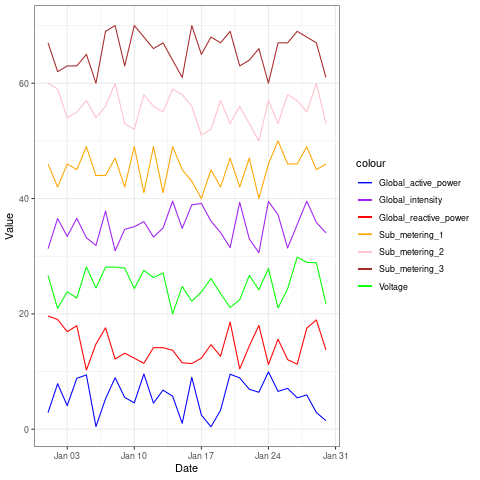 Value
60
40
20
0
Jan 03
Jan 10
Jan 17
Jan 24
Jan 31
Date
colour
Global_active_power
Global_intensity
Global_reactive_power
Sub_metering_1
Sub_metering_2
Sub_metering_3
Voltage